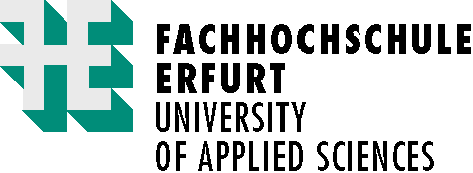 FACHHOCHSCHULE
ERFURT
UNIVERSITY
OF APPLIED SCIENCES